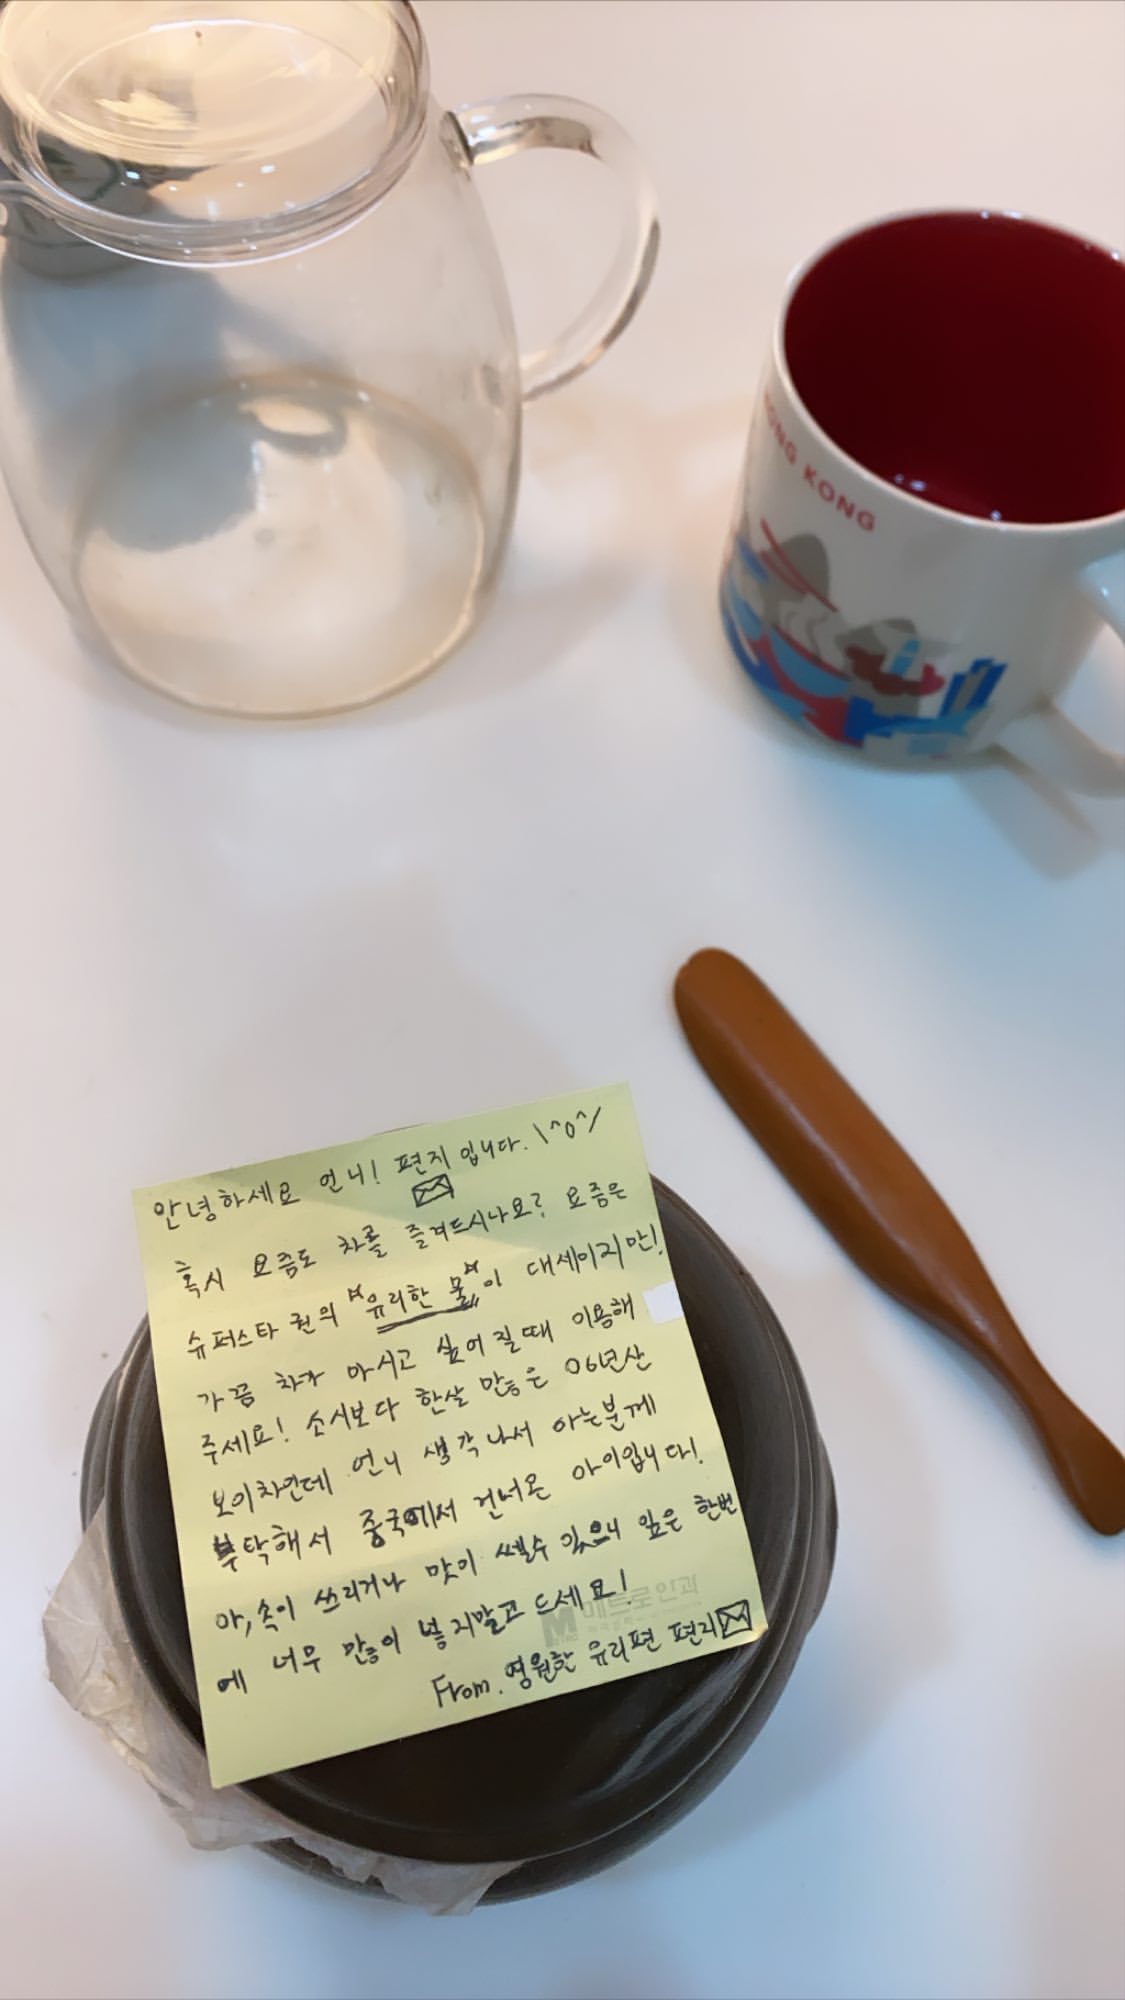 HONG KONG
안녕하세요 언니! 편지입니다. \^o^/
혹시 요즘도 차를 즐겨드시나요? 요즘은
슈퍼스타 권의 "유리한 물"이 대세이지만!
가끔 차가 마시고 싶어질때 이용해
주세요! 소시보다 한살 많은 06년산
보이차인데 언니 생각나서 아는분께
부탁해서 중국에서 건너온 아이입니다!
아, 속이 쓰리거나 맛이 쎌수 있으니 잎은 한번
에 너무 많이 넣지말고 드세요!
From. 영원한 유리편 편지
메트로인과